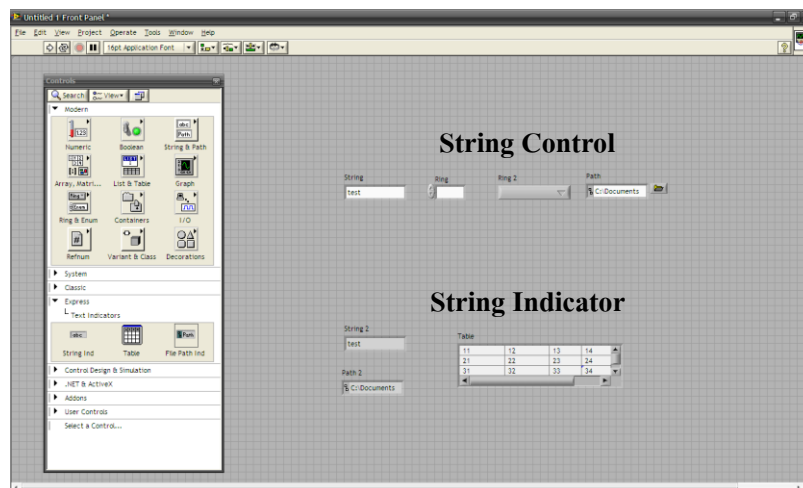 Untitled 1 Front Panel *
File Edit View Project Operate Tools Window Help
16pt Application Font
Controls
Search View
Modern
Numeric Boolean String & Path
Array, Matri... List & Table Graph
Ring & Enum Containers I/O
Refnum Variant & Class Decorations
System
Classic
Express
Text Indicators
String Ind Table File Path Ind
Control Design & Simulation
.NET & ActiveX
Addons
User Controls
Select a Control...
String Control
String Ring Ring 2 Path
test C:\Documents
String Indicator
String 2
test
Path 2
C:\Documents
Table
11 12 13 14
21 22 23 24
31 32 33 34